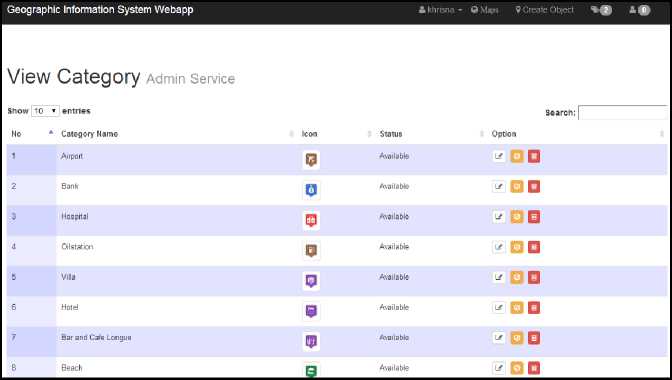 Geographic Information System Webapp khrisna Maps Create Object 2 0
View Category Admin Service
Show 10 entries Search:
No Category Name Icon Status Option
1 Airport Available
2 Bank Available
3 Hospital Available
4 Oilstation Available
5 Villa Available
6 Hotel Available
7 Bar and Cafe Longue Available
8 Beach Available